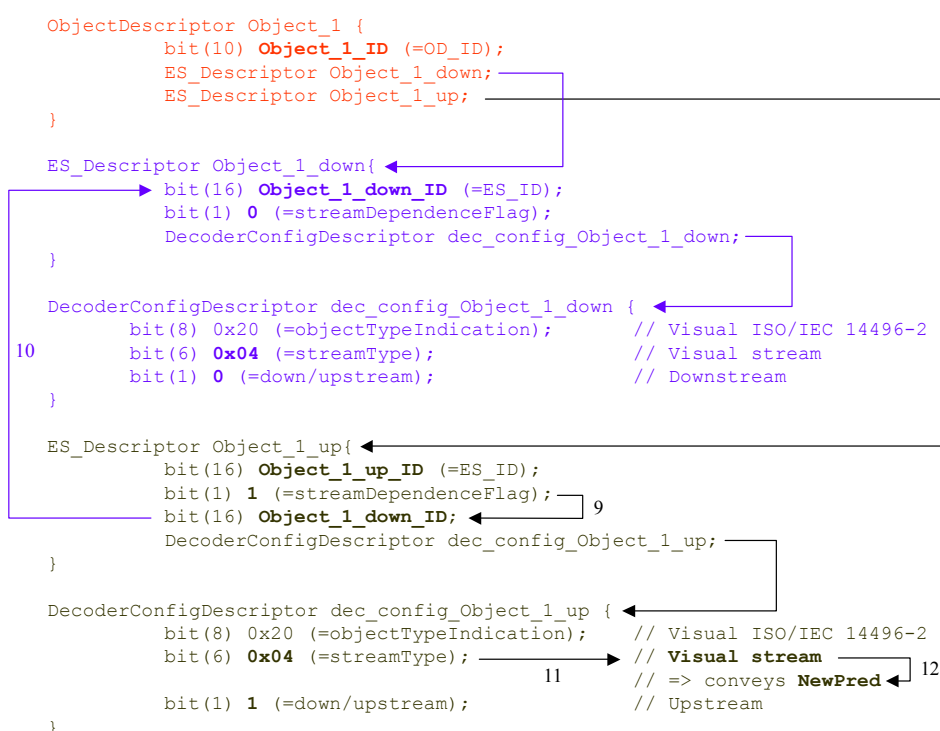 ObjectDescriptor Object_1 {
bit(10) Object_1_ID (=OD_ID);
ES_Descriptor Object_1_down;
ES_Descriptor Object_1_up;
}
ES_Descriptor Object_1_down{
bit(16) Object_1_down_ID (=ES_ID);
bit(1) 0 (=streamDependenceFlag);
DecoderConfigDescriptor dec_config_Object_1_down;
}
DecoderConfigDescriptor dec_config_Object_1_down {
bit(8) 0x20 (=objectTypeIndication); // Visual ISO/IEC 14496-2
10 bit(6) 0x04 (=streamType); // Visual stream
bit(1) 0 (=down/upstream); // Downstream
}
ES_Descriptor Object_1_up{
bit(16) Object_1_up_ID (=ES_ID);
bit(1) 1 (=streamDependenceFlag);
9
bit(16) Object_1_down_ID;
DecoderConfigDescriptor dec_config_Object_1_up;
}
DecoderConfigDescriptor dec_config_Object_1_up {
bit(8) 0x20 (=objectTypeIndication); // Visual ISO/IEC 14496-2
bit(6) 0x04 (=streamType); // Visual stream
11 12
// => conveys NewPred
bit(1) 1 (=down/upstream); // Upstream
}